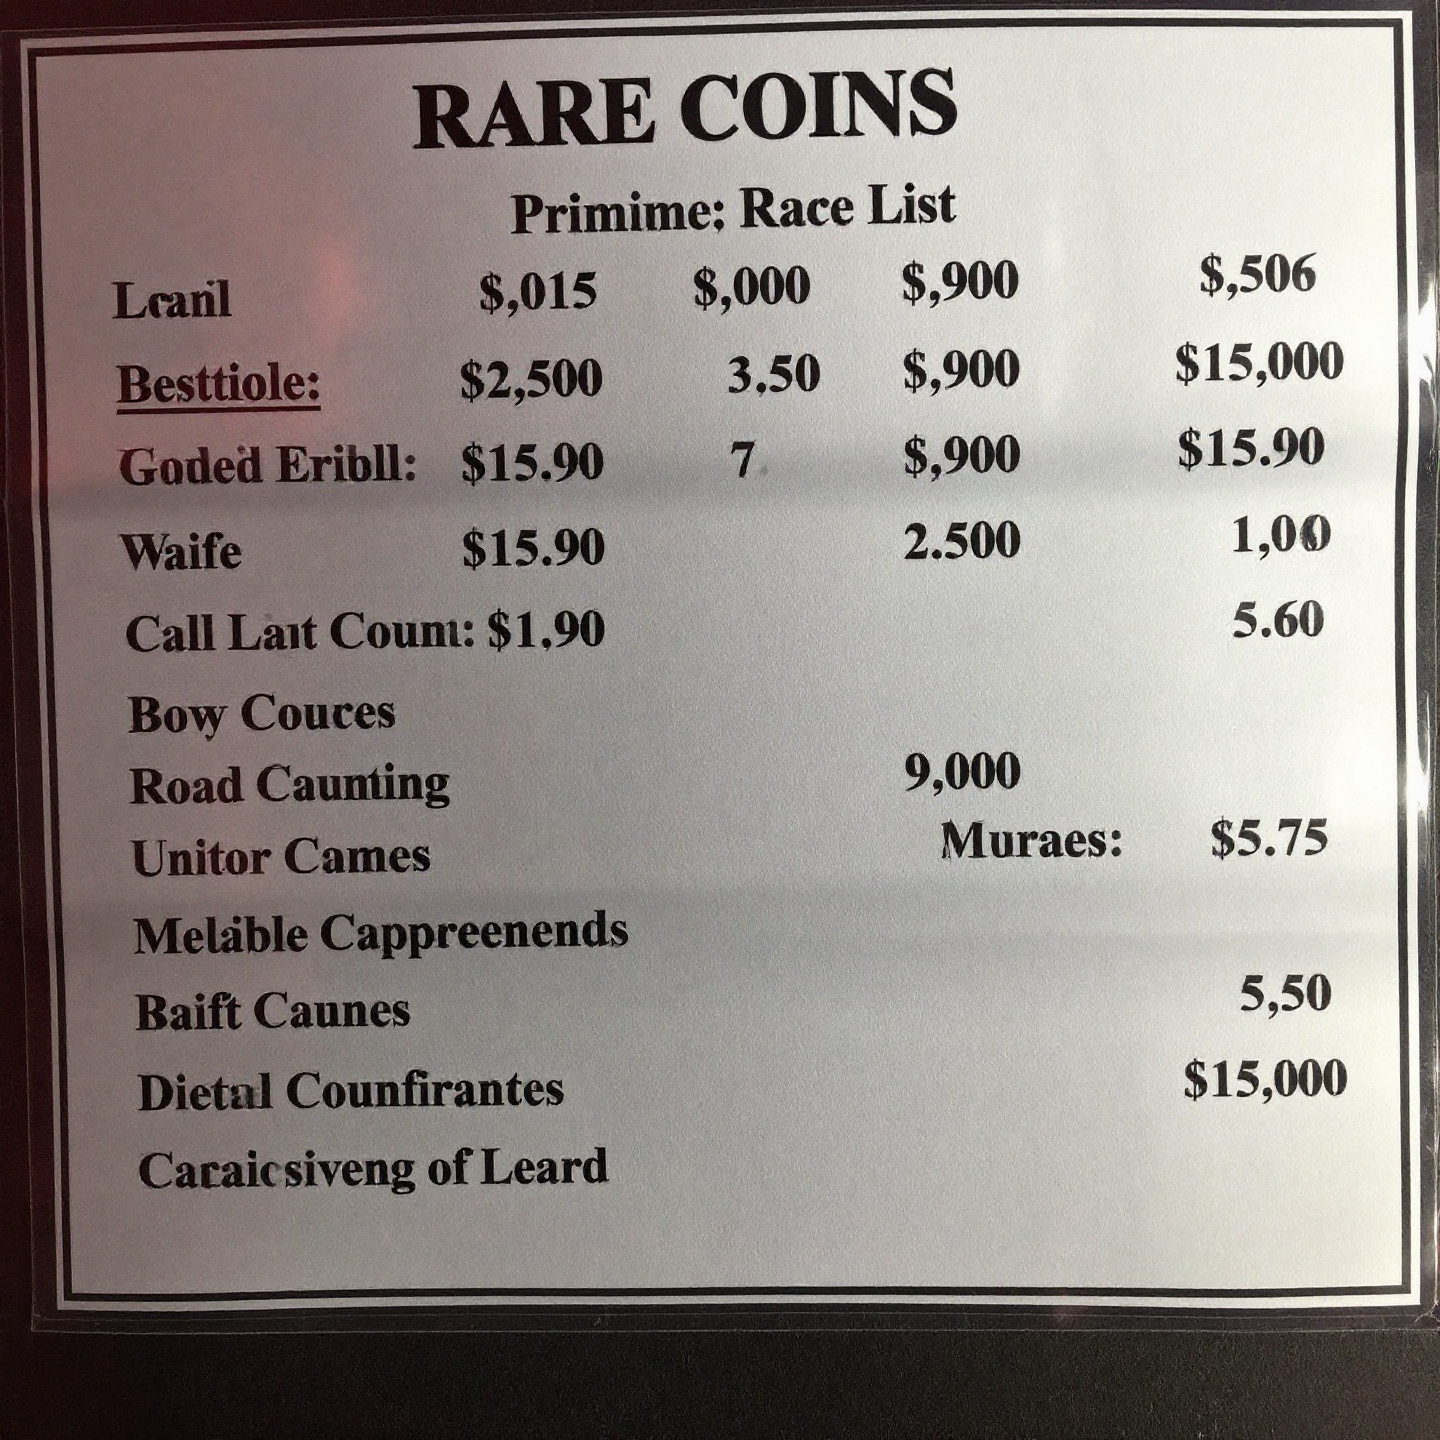 RARE COINS
Primime; Race List
Lcanl $,015 $,000 $,900 $,506
Besttiole: $2,500 3.50 $,900 $15,000
Goded Eribll: $15.90 7 $,900 $15.90
Waife $15.90 2.500 1,00
Call Lait Count: $1.90 5.60
Bow Couces
Road Caunting 9,000
Unitor Cames Muraes: $5.75
Melable Cappreenends
Baift Caunes 5,50
Dietal Counfirantes $15,000
Caraicsiveng of Leard